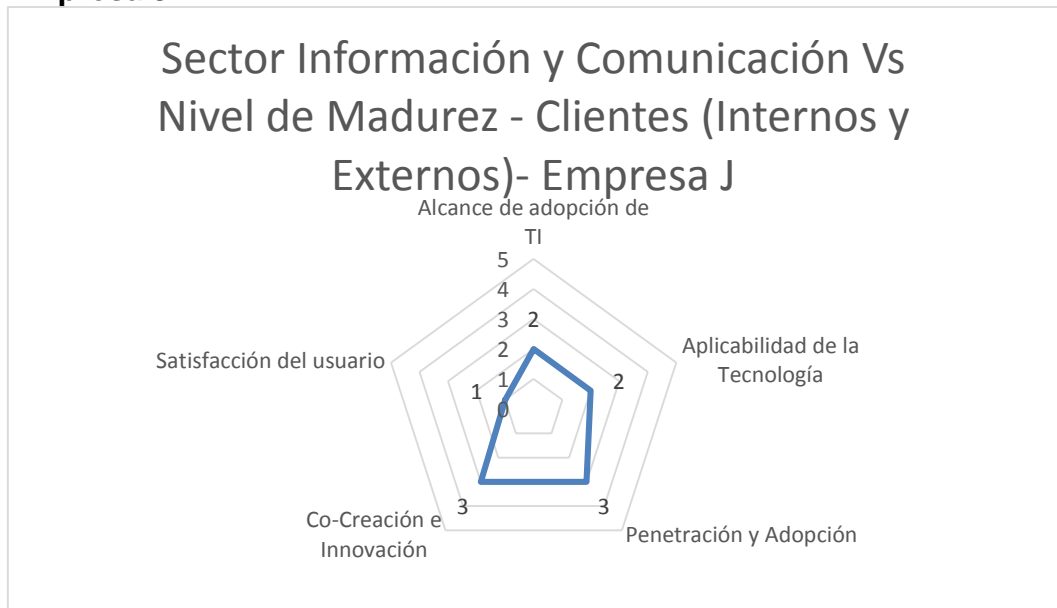 Sector Información y Comunicación Vs
Nivel de Madurez - Clientes (Internos y
Externos)- Empresa J
Alcance de adopción de
TI
5
4
3
2
1
0
2
Aplicabilidad de la
Tecnología
2
Penetración y Adopción
3
Co-Creación e
Innovación
3
Satisfacción del usuario
1